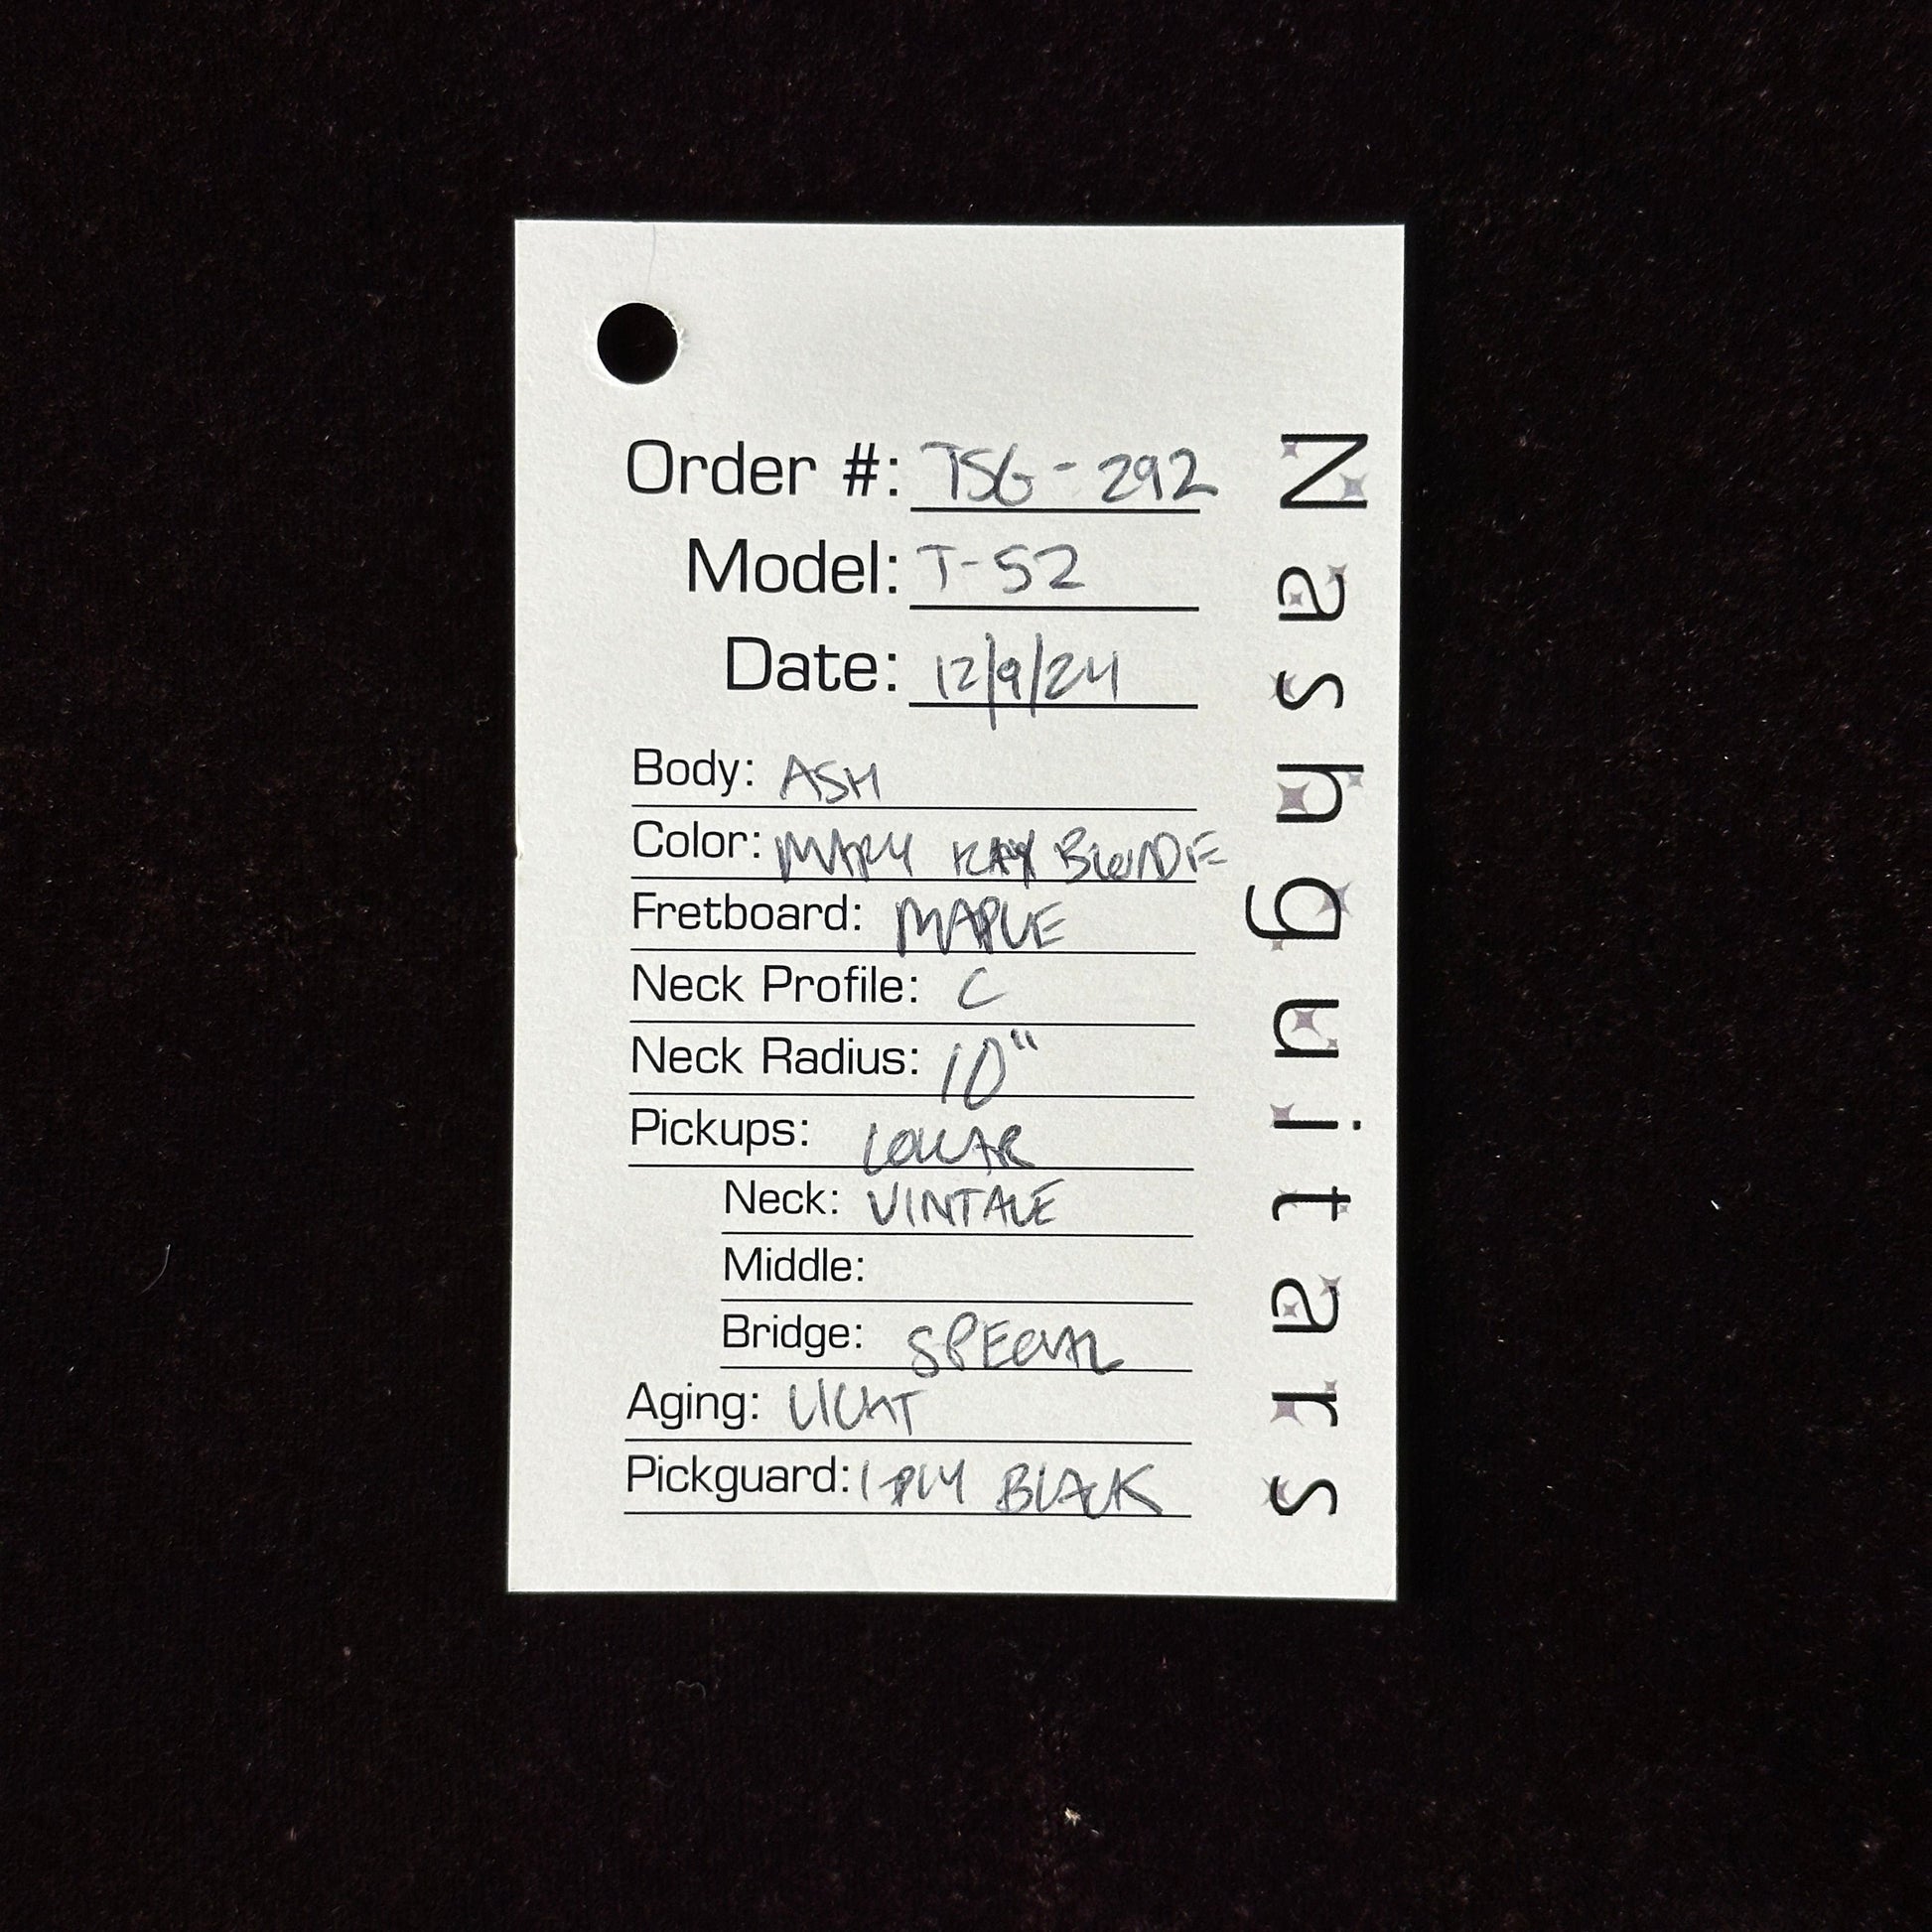 Order #: TSG-292
Model: T-52
Date: 12/9/24
Body: ASH
Color: MARY KAY BLONDE
Fretboard: MAPLE
Neck Profile: C
Neck Radius: 10"
Pickups: LOLLAR
Neck: VINTAGE
Middle:
Bridge: SPECIAL
Aging: LIGHT
Pickguard: 1 PLY BLACK
Nashguitars